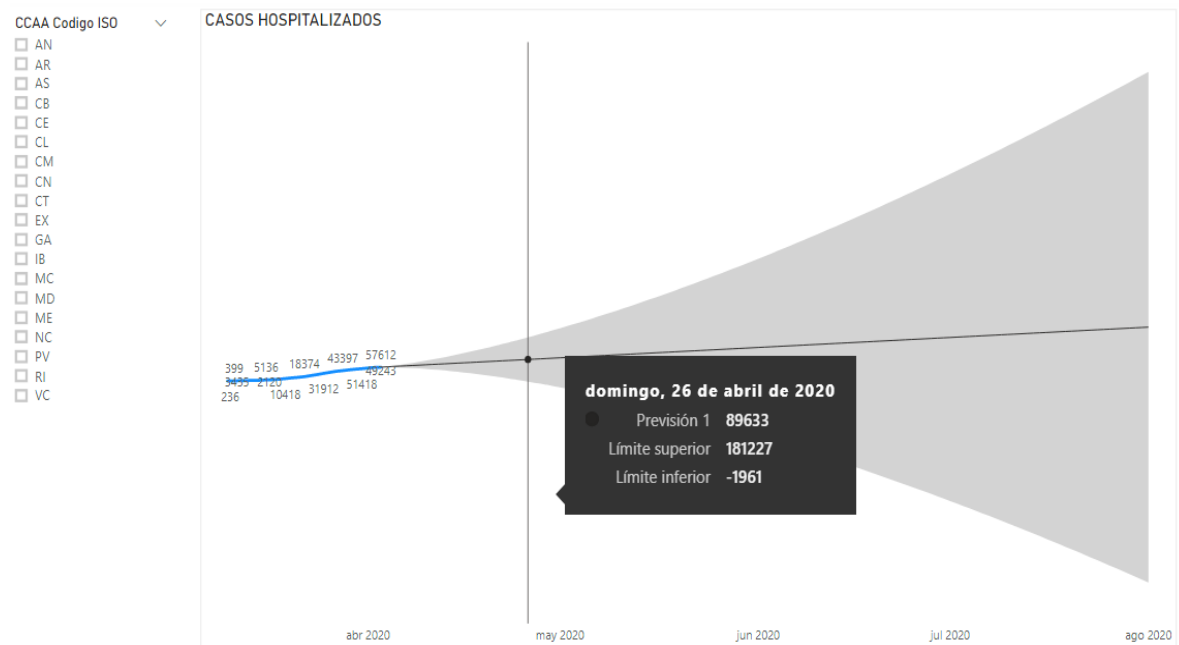 CCAA Codigo ISO
AN
AR
AS
CB
CE
CL
CM
CN
CT
EX
GA
IB
MC
MD
ME
NC
PV
RI
VC
CASOS HOSPITALIZADOS
399 5136 18374 43397 57612
3433 2120 49243
236 10418 31912 51418
domingo, 26 de abril de 2020
Previsión 1 89633
Límite superior 181227
Límite inferior -1961
abr 2020 may 2020 jun 2020 jul 2020 ago 2020